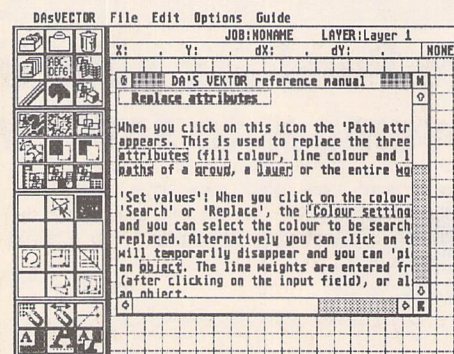 DAsVECTOR File Edit Options Guide
JOB:NONAME LAYER:Layer 1
X: . Y: . dX: . dY: . NONE
ABC-
DEFG
DA'S VEKTOR reference manual
Replace attributes
When you click on this icon the 'Path attr
appears. This is used to replace the three
attributes (fill colour, line colour and l
paths of a group, a layer or the entire wo
'Set values': When you click on the colour
'Search' or 'Replace', the 'Colour setting
and you can select the colour to be search
replaced. Alternatively you can click on t
will temporarily disappear and you can 'pi
an object. The line weights are entered fr
(after clicking on the input field), or al
an object.
A A A